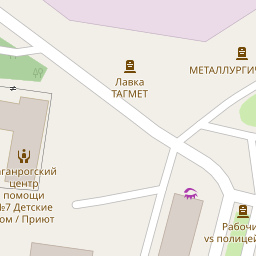 Лавка
ТАГМЕТ
МЕТАЛЛУРГИЧ
аганрогский
центр
помощи
№7 Детские
ом / Приют
Рабочи
vs полицей